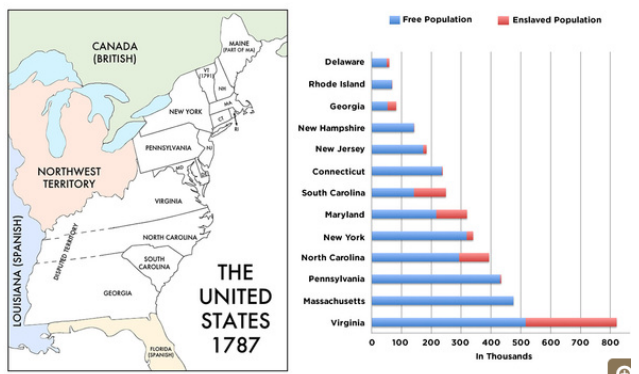 CANADA
(BRITISH)
MAINE
(PART OF MA)
VT
(1791)
NH
NEW YORK
MA
CT
RI
PENNSYLVANIA
NJ
MD
NORTHWEST
TERRITORY
VIRGINIA
LOUISIANA (SPANISH)
DISPUTED TERRITORY
NORTH CAROLINA
SOUTH
CAROLINA
GEORGIA
THE
UNITED
STATES
1787
FLORIDA
(SPANISH)
Free Population
Enslaved Population
Delaware
Rhode Island
Georgia
New Hampshire
New Jersey
Connecticut
South Carolina
Maryland
New York
North Carolina
Pennsylvania
Massachusetts
Virginia
0 100 200 300 400 500 600 700 800
In Thousands